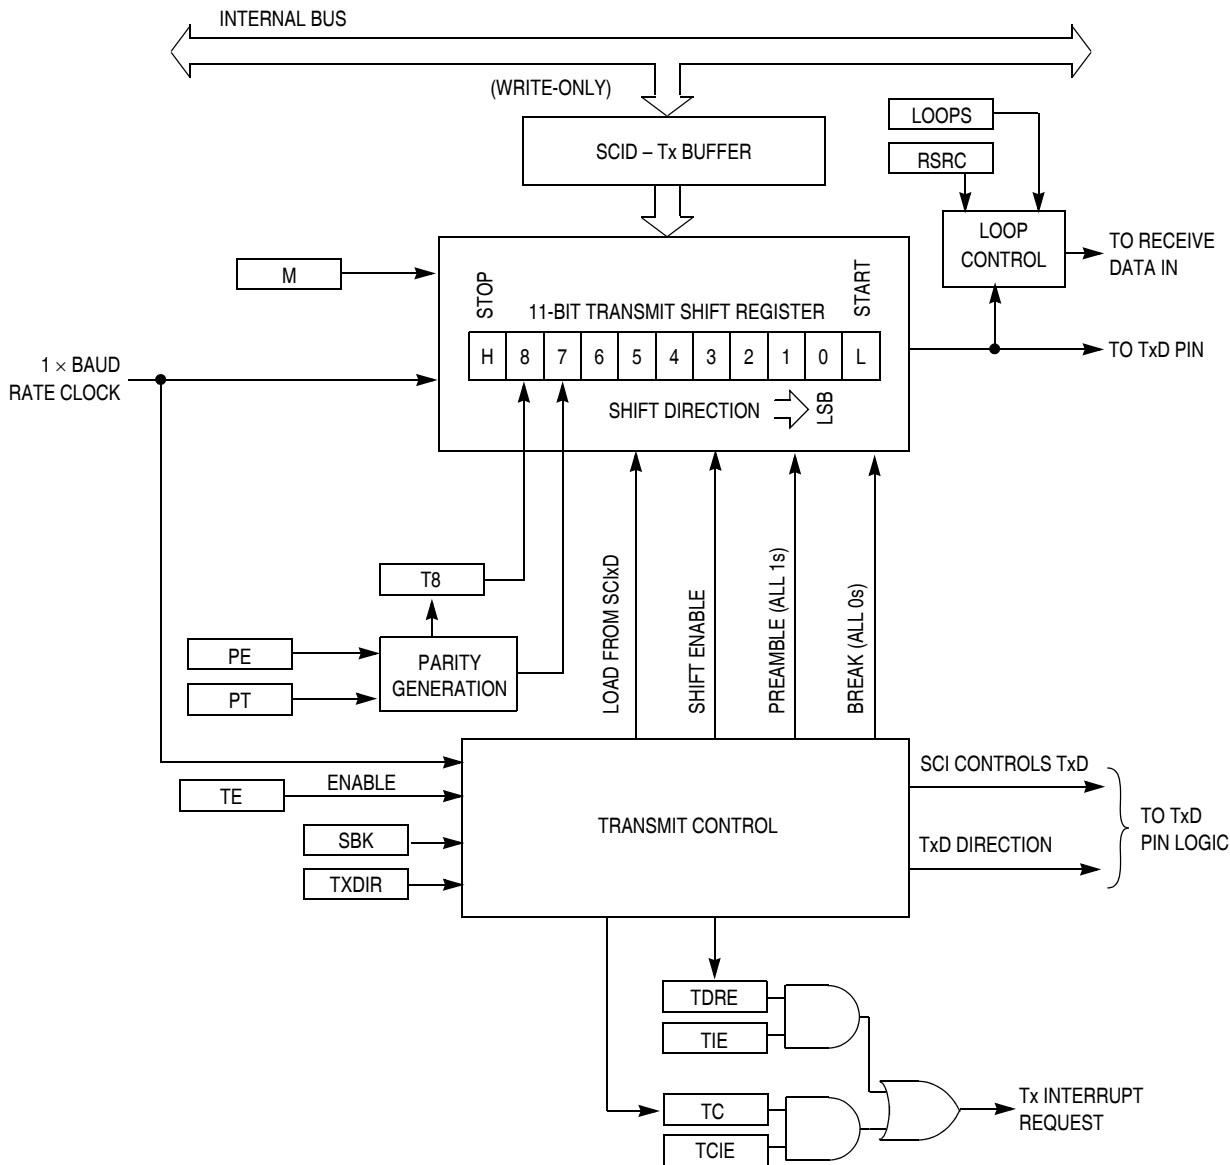 INTERNAL BUS
(WRITE-ONLY)
SCID – Tx BUFFER
LOOPS
RSRC
LOOP
CONTROL
TO RECEIVE
DATA IN
M
STOP
11-BIT TRANSMIT SHIFT REGISTER
START
H 8 7 6 5 4 3 2 1 0 L
TO TxD PIN
1 × BAUD
RATE CLOCK
SHIFT DIRECTION
LSB
T8
PE
PT
PARITY
GENERATION
LOAD FROM SCIxD
SHIFT ENABLE
PREAMBLE (ALL 1s)
BREAK (ALL 0s)
TE
ENABLE
SBK
TXDIR
TRANSMIT CONTROL
SCI CONTROLS TxD
TxD DIRECTION
TO TxD
PIN LOGIC
TDRE
TIE
TC
TCIE
Tx INTERRUPT
REQUEST